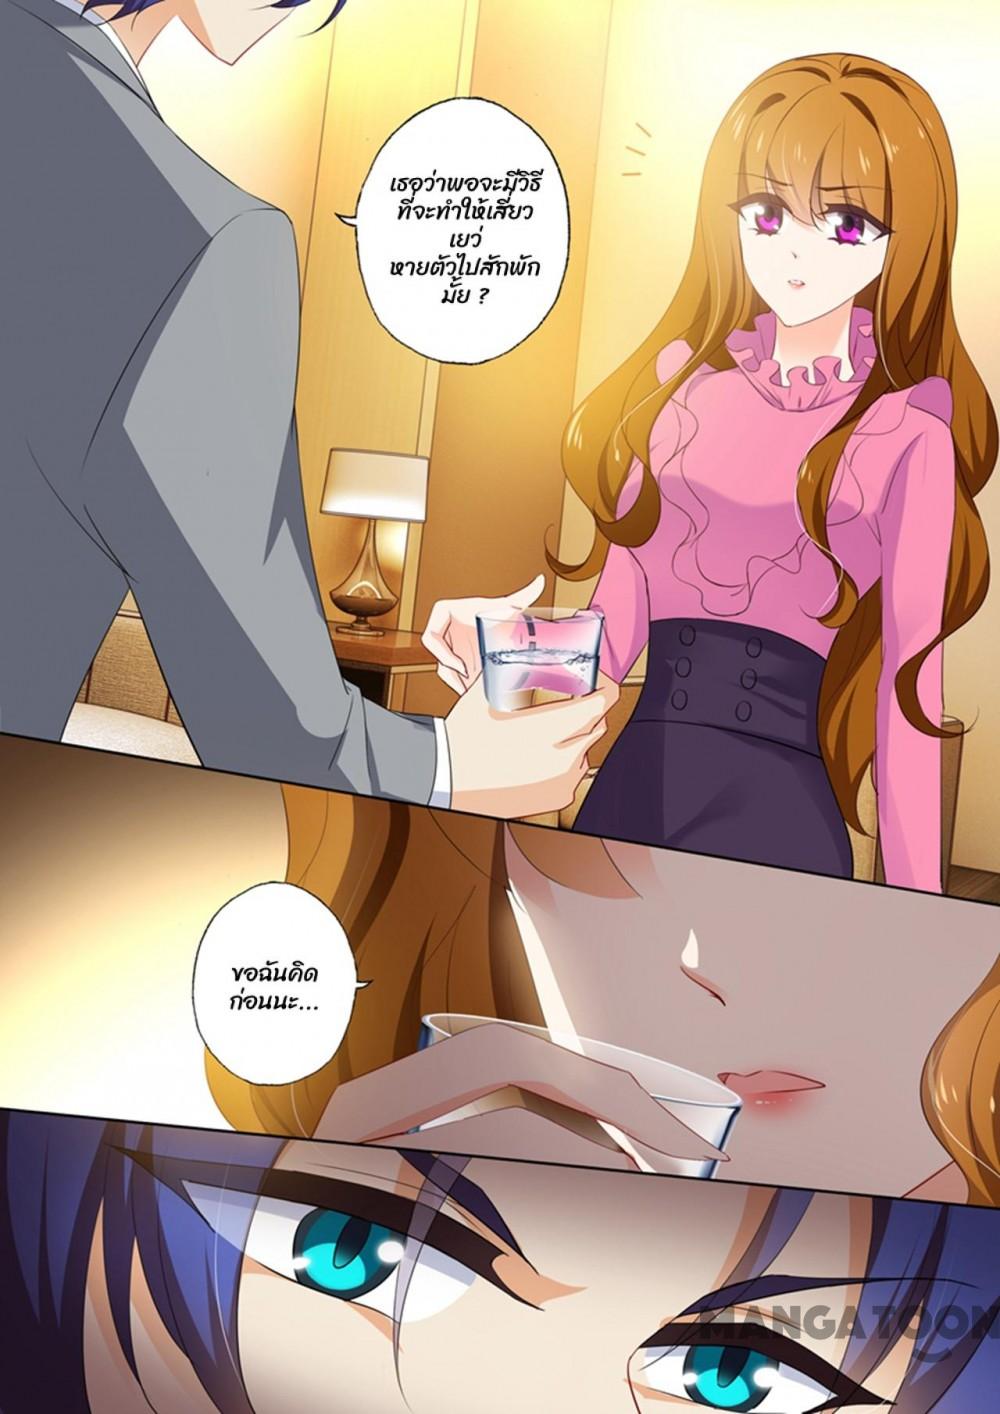 เธอว่าพอจะมีวิธี
ที่จะทำให้เสี่ยว
เยว่
หายตัวไปสักพัก
มั้ย ?
ขอฉันคิด
ก่อนนะ...
MANGATOON